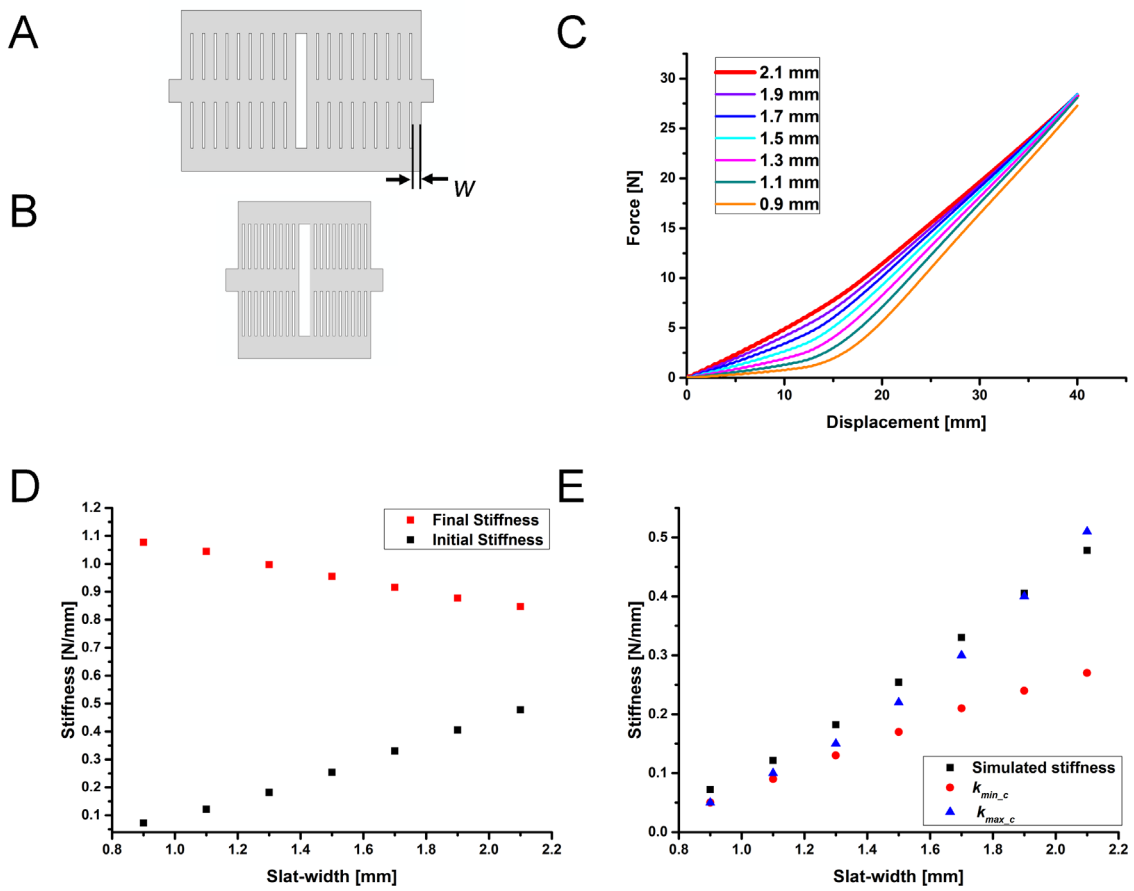 A
w
B
C
Force [N]
30
25
20
15
10
5
0
2.1 mm
1.9 mm
1.7 mm
1.5 mm
1.3 mm
1.1 mm
0.9 mm
0 10 20 30 40
Displacement [mm]
D
Stiffness [N/mm]
1.2
1.1
1.0
0.9
0.8
0.7
0.6
0.5
0.4
0.3
0.2
0.1
Final Stiffness
Initial Stiffness
0.8 1.0 1.2 1.4 1.6 1.8 2.0 2.2
Slat-width [mm]
E
Stiffness [N/mm]
0.5
0.4
0.3
0.2
0.1
0.0
Simulated stiffness
k min_c
k max_c
0.8 1.0 1.2 1.4 1.6 1.8 2.0 2.2
Slat-width [mm]